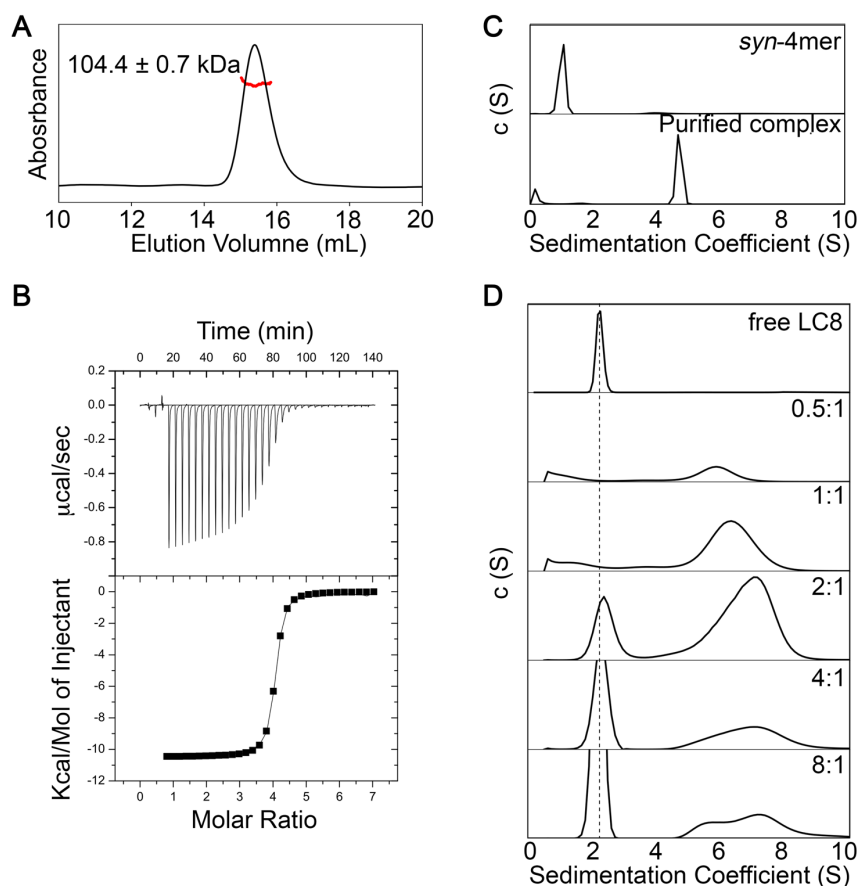 A
Abosrbance
104.4 ± 0.7 kDa
10 12 14 16 18 20
Elution Volumne (mL)
B
Time (min)
0 20 40 60 80 100 120 140
0.2
0.0
-0.2
-0.4
-0.6
-0.8
µcal/sec
0
-2
-4
-6
-8
-10
-12
Kcal/Mol of Injectant
0 1 2 3 4 5 6 7
Molar Ratio
C
syn-4mer
Purified complex
c (S)
0 2 4 6 8 10
Sedimentation Coefficient (S)
D
free LC8
0.5:1
1:1
2:1
4:1
8:1
c (S)
0 2 4 6 8 10
Sedimentation Coefficient (S)